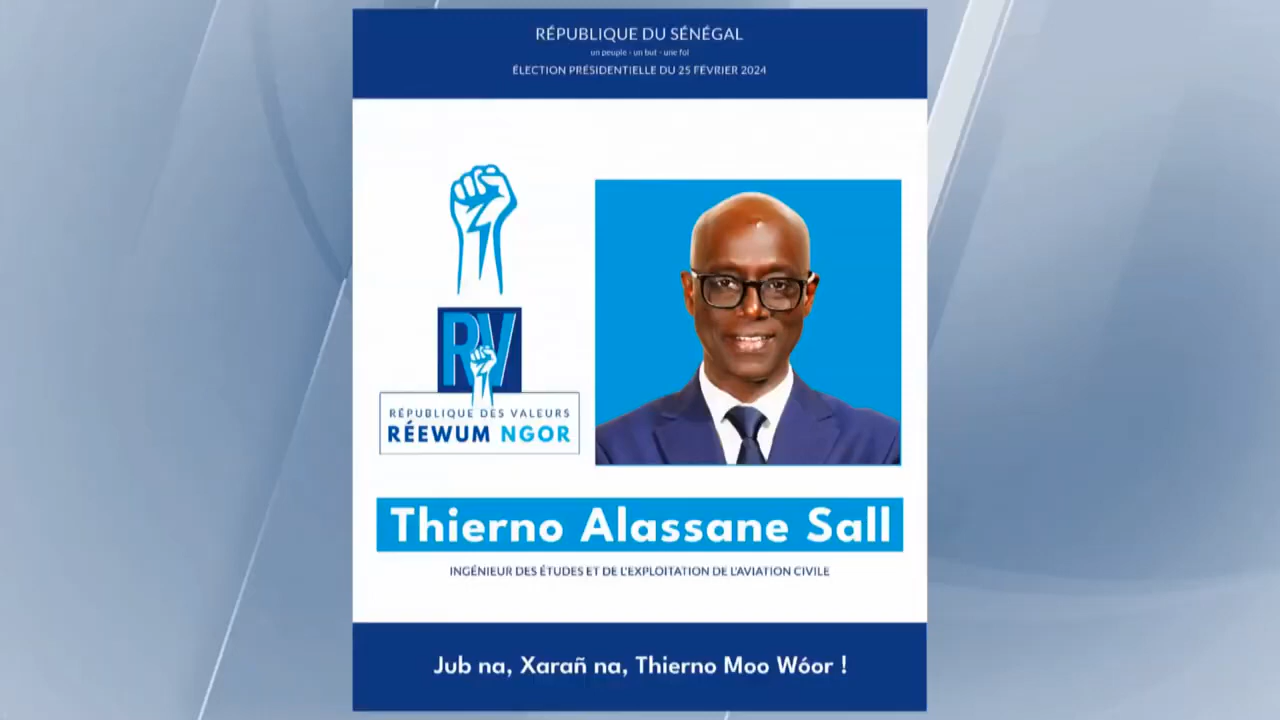 RÉPUBLIQUE DU SÉNÉGAL
un peuple - un but - une foi
ÉLECTION PRÉSIDENTIELLE DU 25 FÉVRIER 2024
RV
RÉPUBLIQUE DES VALEURS
RÉEWUM NGOR
Thierno Alassane Sall
INGÉNIEUR DES ÉTUDES ET DE L'EXPLOITATION DE L'AVIATION CIVILE
Jub na, Xarañ na, Thierno Moo Wóor !